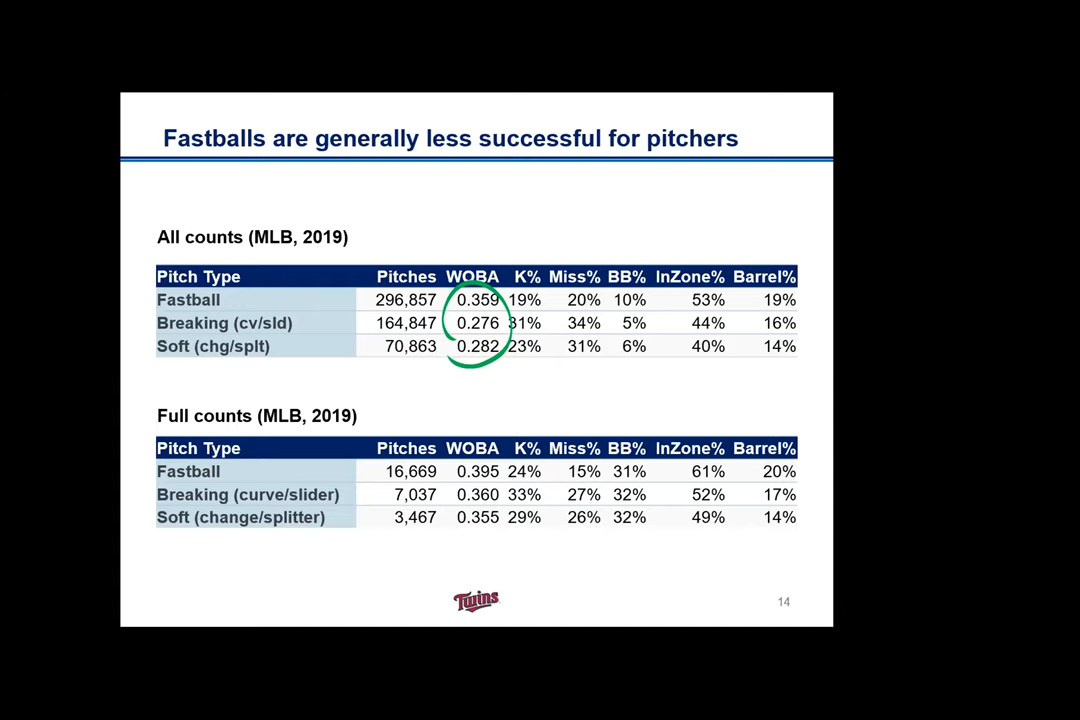 Fastballs are generally less successful for pitchers
All counts (MLB, 2019)
Pitch Type Pitches WOBA K% Miss% BB% InZone% Barrel%
Fastball 296,857 0.359 19% 20% 10% 53% 19%
Breaking (cv/sld) 164,847 0.276 31% 34% 5% 44% 16%
Soft (chg/splt) 70,863 0.282 23% 31% 6% 40% 14%
Full counts (MLB, 2019)
Pitch Type Pitches WOBA K% Miss% BB% InZone% Barrel%
Fastball 16,669 0.395 24% 15% 31% 61% 20%
Breaking (curve/slider) 7,037 0.360 33% 27% 32% 52% 17%
Soft (change/splitter) 3,467 0.355 29% 26% 32% 49% 14%
Twins
14